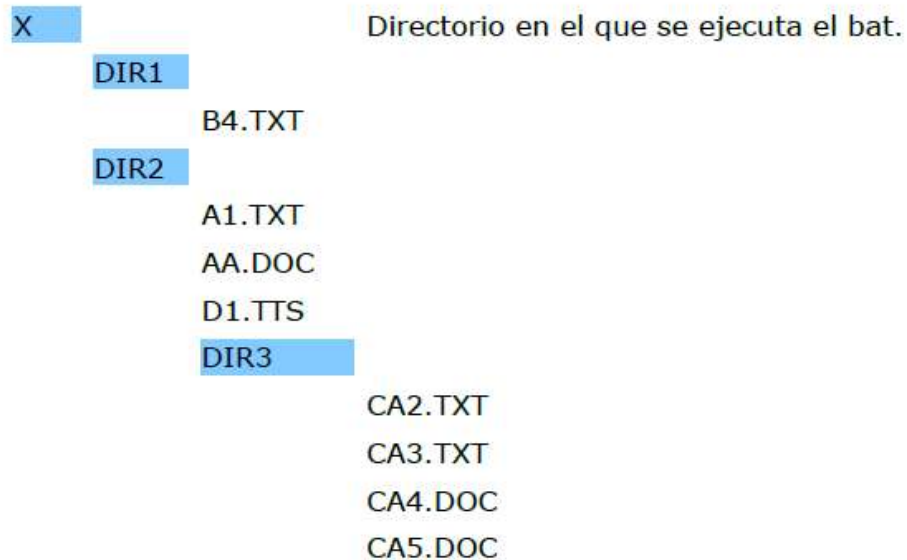 X Directorio en el que se ejecuta el bat.
DIR1
B4.TXT
DIR2
A1.TXT
AA.DOC
D1.TTS
DIR3
CA2.TXT
CA3.TXT
CA4.DOC
CA5.DOC